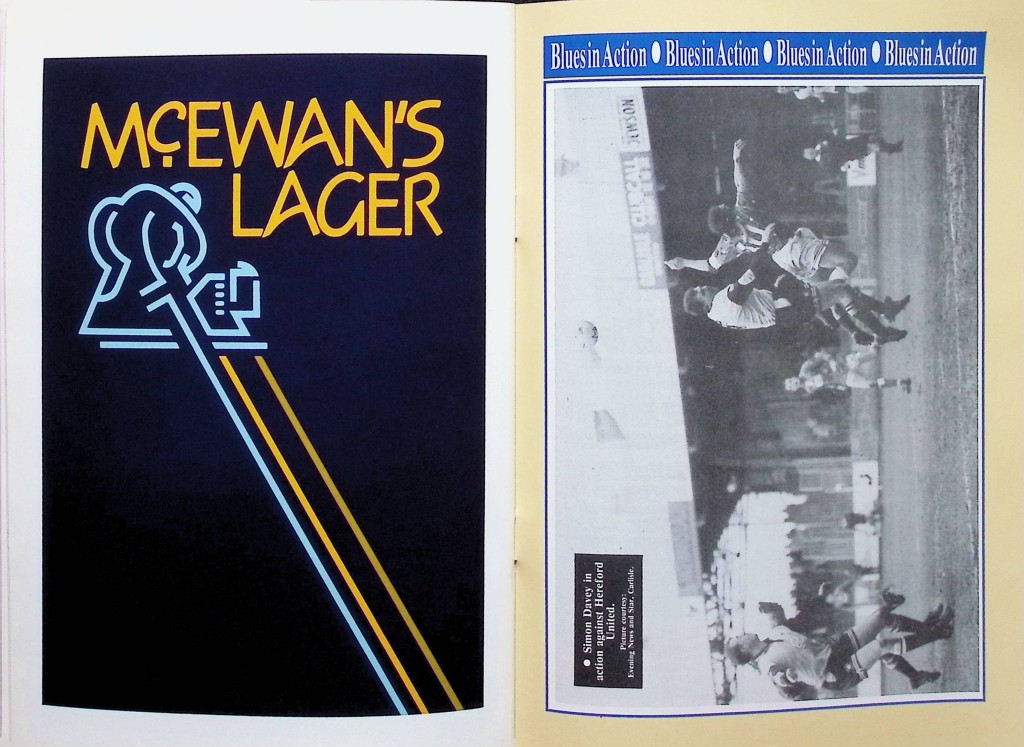 McEWAN'S
LAGER
Blues in Action ● Blues in Action ● Blues in Action ● Blues in Action
● Simon Davey in
action against Hereford
United.
Picture courtesy:
Evening News and Star, Carlisle.